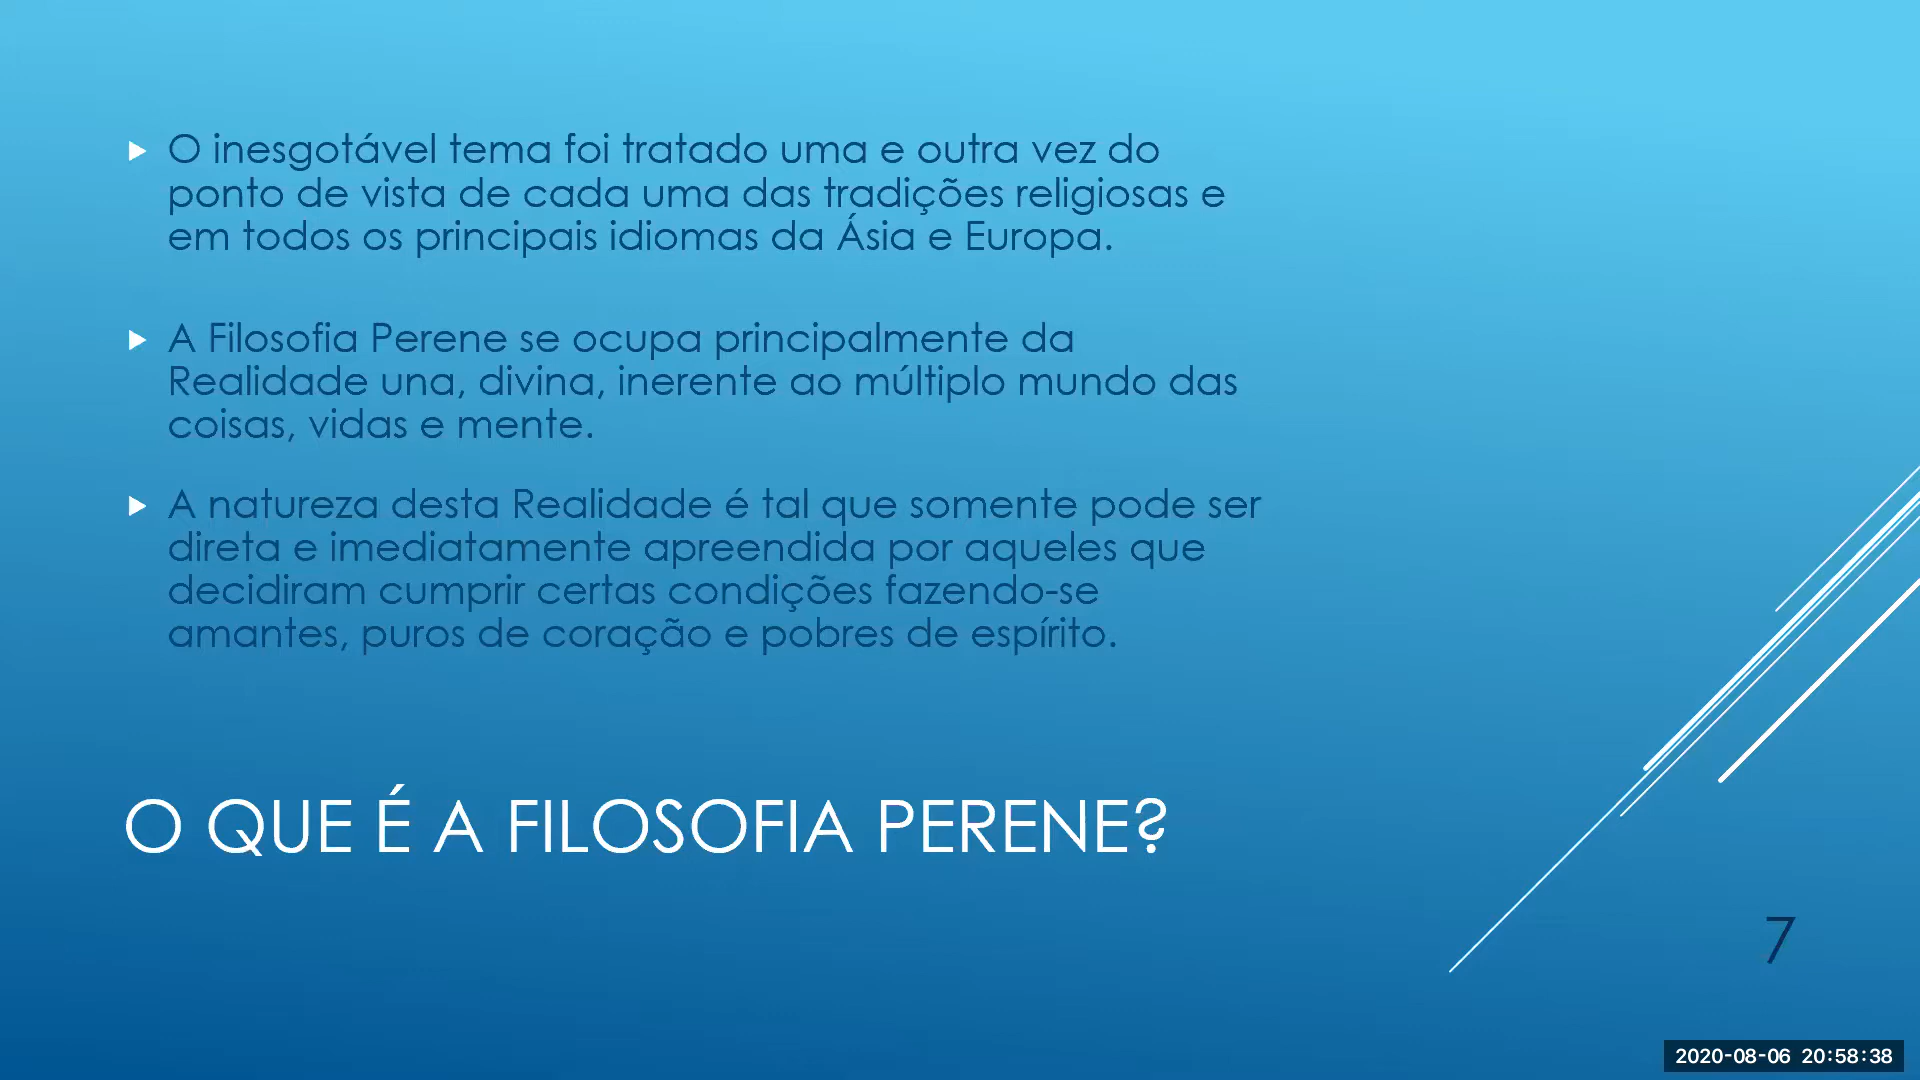 O inesgotável tema foi tratado uma e outra vez do
ponto de vista de cada uma das tradições religiosas e
em todos os principais idiomas da Ásia e Europa.
A Filosofia Perene se ocupa principalmente da
Realidade una, divina, inerente ao múltiplo mundo das
coisas, vidas e mente.
A natureza desta Realidade é tal que somente pode ser
direta e imediatamente apreendida por aqueles que
decidiram cumprir certas condições fazendo-se
amantes, puros de coração e pobres de espírito.
O QUE É A FILOSOFIA PERENE?
7
2020-08-06 20:58:38